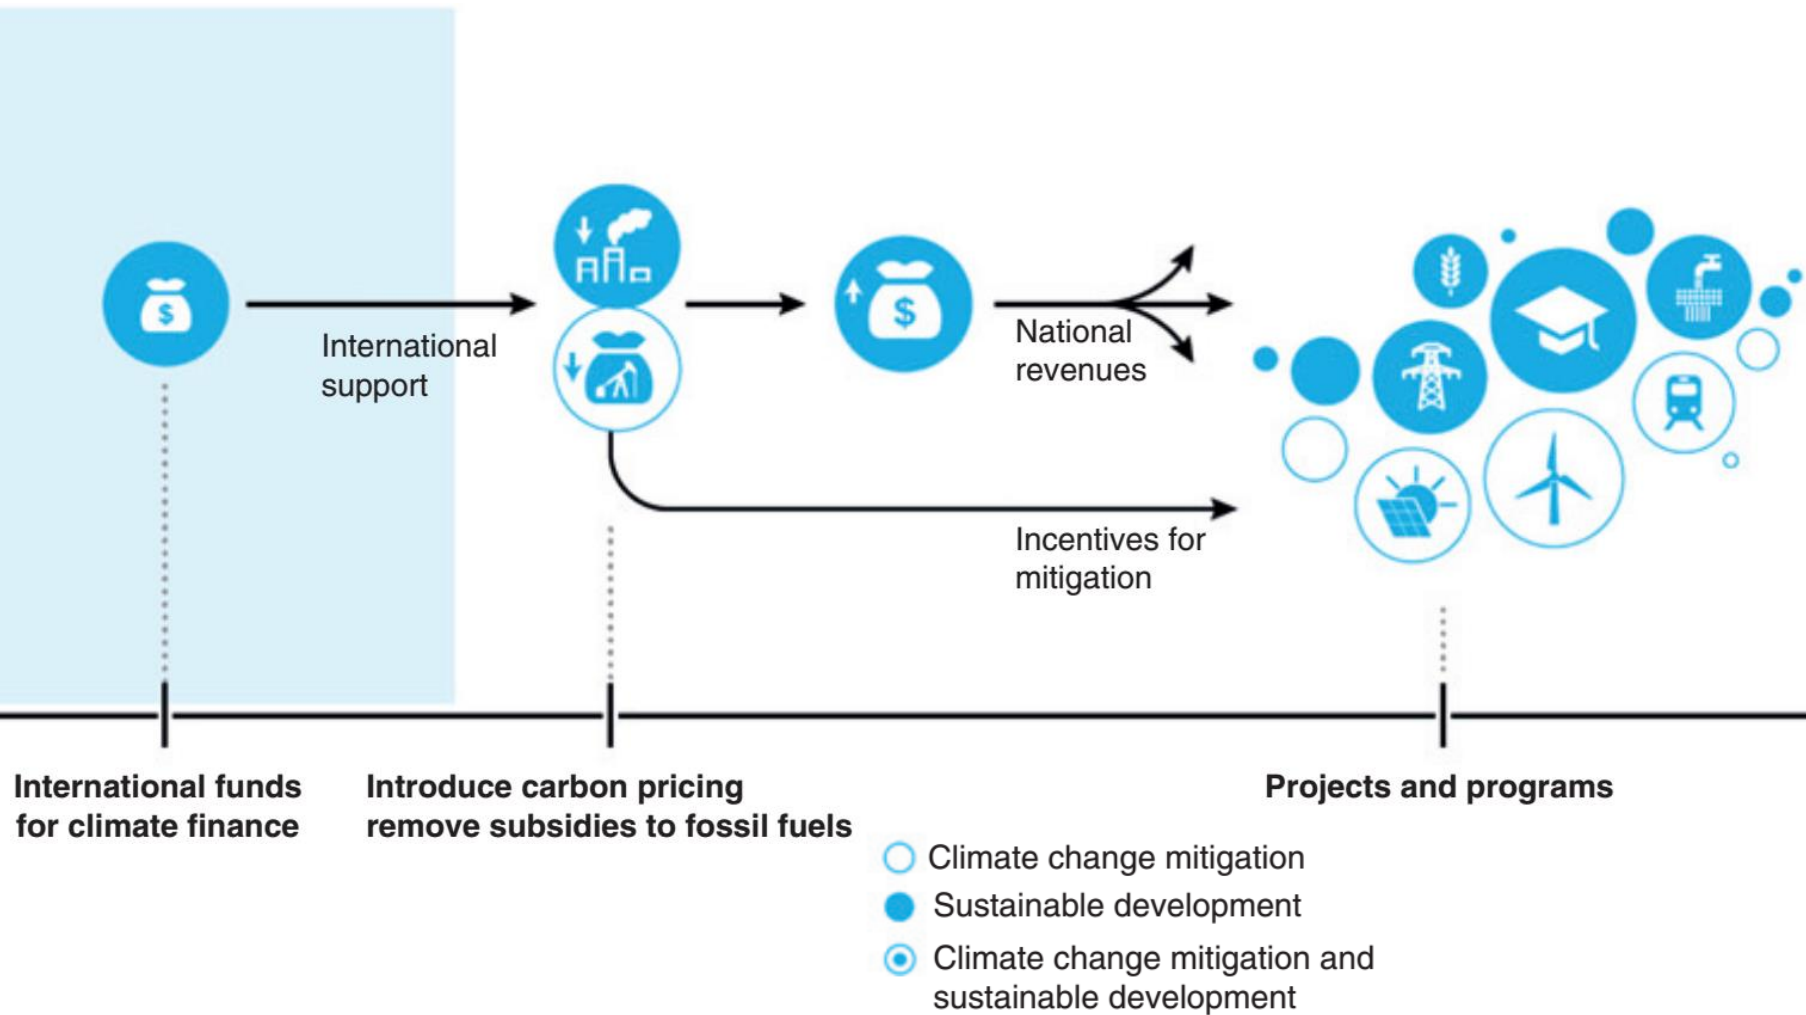 $
$
International
support
National
revenues
Incentives for
mitigation
International funds
for climate finance
Introduce carbon pricing
remove subsidies to fossil fuels
Projects and programs
Climate change mitigation
Sustainable development
Climate change mitigation and
sustainable development